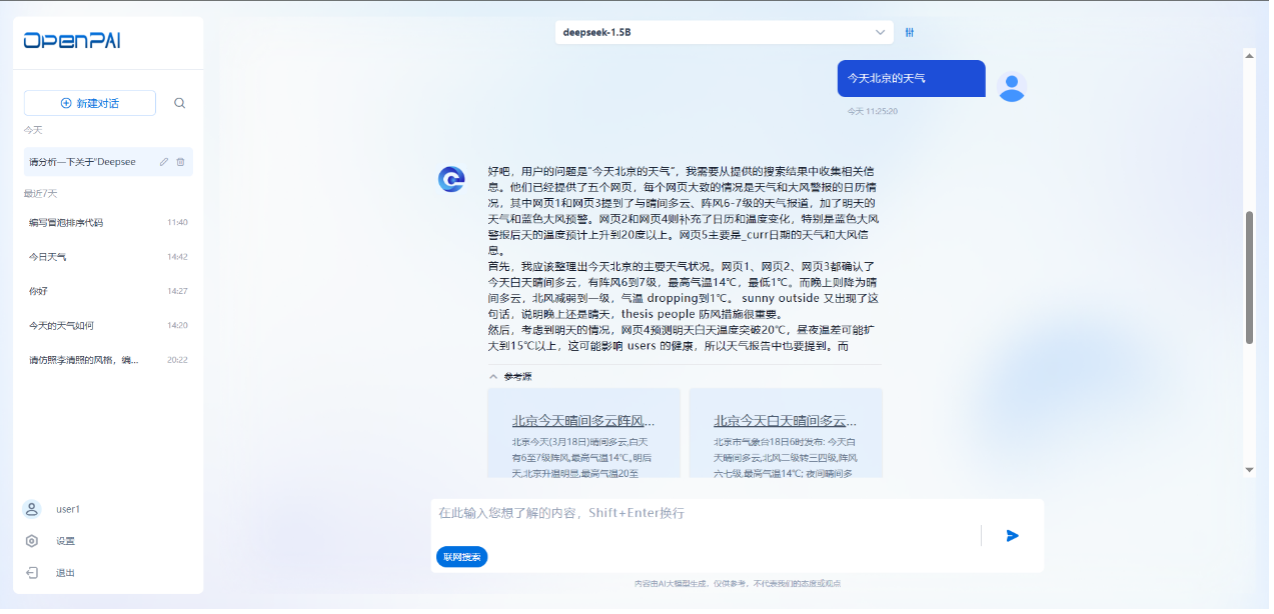 OPENPAI
新建对话
今天
请分析一下关于"Deepsee
最近7天
编写冒泡排序代码 11:40
今日天气 14:42
你好 14:27
今天的天气如何 14:20
请仿照李清照的风格，编... 20:22
user1
设置
退出
deepseek-1.5B
今天北京的天气
今天 11:25:20
好吧，用户的问题是"今天北京的天气"，我需要从提供的搜索结果中收集相关信
息。他们已经提供了五个网页，每个网页大致的情况是天气和大风警报的日历情
况，其中网页1和网页3提到了与晴间多云、阵风6-7级的天气报道，加了明天的
天气和蓝色大风预警。网页2和网页4则补充了日历和温度变化，特别是蓝色大风
警报后天的温度预计上升到20度以上。网页5主要是_curr日期的天气和大风信
息。
首先，我应该整理出今天北京的主要天气状况。网页1、网页2、网页3都确认了
今天白天晴间多云，有阵风6到7级，最高气温14℃，最低1℃。而晚上则降为晴
间多云，北风减弱到一级，气温 dropping到1℃。 sunny outside 又出现了这
句话，说明晚上还是晴天，thesis people 防风措施很重要。
然后，考虑到明天的情况，网页4预测明天白天温度突破20℃，昼夜温差可能扩
大到15℃以上，这可能影响 users 的健康，所以天气报告中也要提到。而
参考源
北京今天晴间多云阵风...
北京今天(3月18日)晴间多云,白天
有6至7级阵风,最高气温14℃。明后
天,北京升温明显,最高气温20至
北京今天白天晴间多云...
北京市气象台18日6时发布: 今天白
天晴间多云,北风二级转三四级,阵风
六七级,最高气温14℃; 夜间晴间多
在此输入您想了解的内容，Shift+Enter换行
联网搜索
内容由AI大模型生成，仅供参考，不代表我们的态度或观点